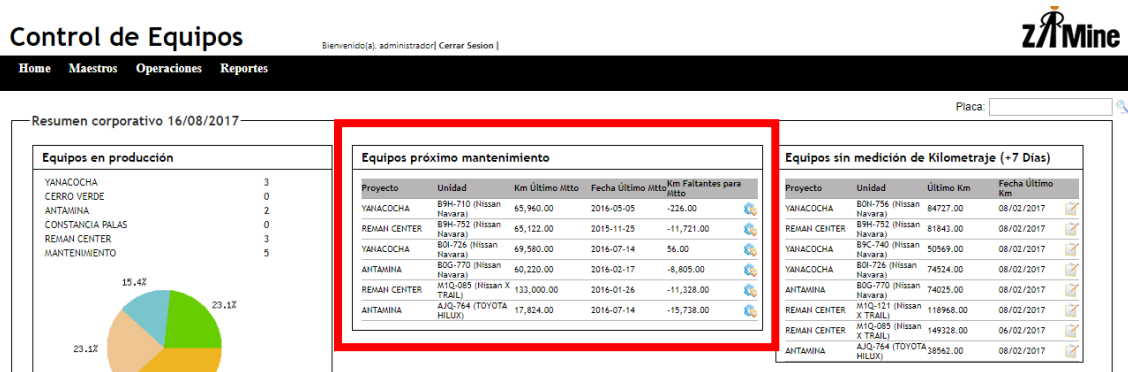 Control de Equipos
Bienvenido(a), administrador| Cerrar Sesion |
ZAMine
Home Maestros Operaciones Reportes
Placa:
Resumen corporativo 16/08/2017
Equipos en producción
YANACOCHA 3
CERRO VERDE 0
ANTAMINA 2
CONSTANCIA PALAS 0
REMAN CENTER 3
MANTENIMIENTO 5
15.4%
23.1%
23.1%
Equipos próximo mantenimiento
Proyecto Unidad Km Último Mtto Fecha Último Mtto Km Faltantes para Mtto
YANACOCHA B9H-710 (Nissan Navara) 65,960.00 2016-05-05 -226.00
REMAN CENTER B9H-752 (Nissan Navara) 65,122.00 2015-11-25 -11,721.00
YANACOCHA B0I-726 (Nissan Navara) 69,580.00 2016-07-14 56.00
ANTAMINA B0G-770 (Nissan Navara) 60,220.00 2016-02-17 -8,805.00
REMAN CENTER M1Q-085 (Nissan X TRAIL) 133,000.00 2016-01-26 -11,328.00
ANTAMINA AJQ-764 (TOYOTA HILUX) 17,824.00 2016-07-14 -15,738.00
Equipos sin medición de Kilometraje (+7 Días)
Proyecto Unidad Último Km Fecha Último Km
YANACOCHA B0N-756 (Nissan Navara) 84727.00 08/02/2017
REMAN CENTER B9H-752 (Nissan Navara) 81843.00 08/02/2017
YANACOCHA B9C-740 (Nissan Navara) 50569.00 08/02/2017
YANACOCHA B0I-726 (Nissan Navara) 74524.00 08/02/2017
ANTAMINA B0G-770 (Nissan Navara) 74025.00 08/02/2017
REMAN CENTER M1Q-121 (Nissan X TRAIL) 118968.00 08/02/2017
REMAN CENTER M1Q-085 (Nissan X TRAIL) 149328.00 06/02/2017
ANTAMINA AJQ-764 (TOYOTA HILUX) 38562.00 08/02/2017